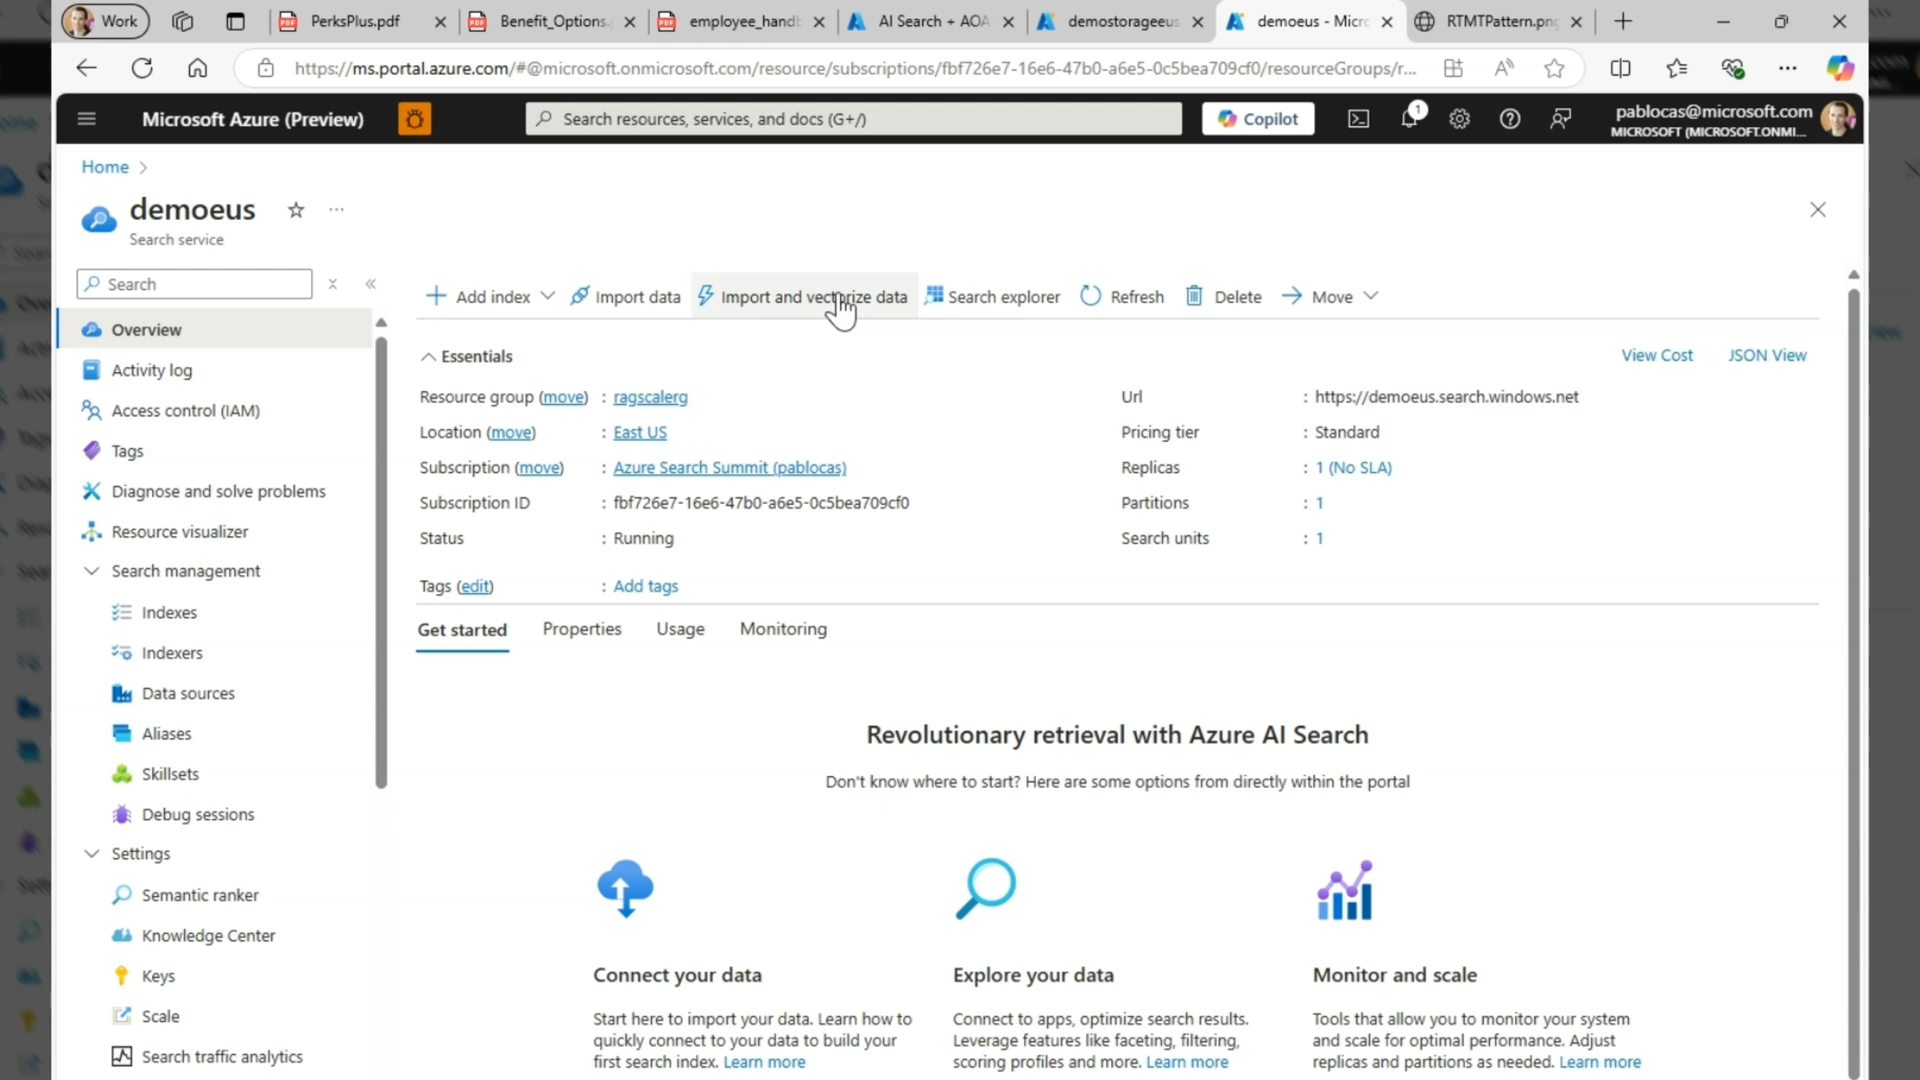 Work
PerksPlus.pdf
Benefit_Options.
employee_handb
AI Search + AOA
demostorageeus
demoeus - Micro
RTMTPattern.png
https://ms.portal.azure.com/#@microsoft.onmicrosoft.com/resource/subscriptions/fbf726e7-16e6-47b0-a6e5-0c5bea709cf0/resourceGroups/r...
Microsoft Azure (Preview)
Search resources, services, and docs (G+/)
Copilot
1
pablocas@microsoft.com
MICROSOFT (MICROSOFT.ONMI...
Home
demoeus
Search service
Search
Add index
Import data
Import and vectorize data
Search explorer
Refresh
Delete
Move
Overview
Activity log
Access control (IAM)
Tags
Diagnose and solve problems
Resource visualizer
Search management
Indexes
Indexers
Data sources
Aliases
Skillsets
Debug sessions
Settings
Semantic ranker
Knowledge Center
Keys
Scale
Search traffic analytics
Essentials
View Cost
JSON View
Resource group (move) : ragscalerg
Location (move) : East US
Subscription (move) : Azure Search Summit (pablocas)
Subscription ID : fbf726e7-16e6-47b0-a6e5-0c5bea709cf0
Status : Running
Tags (edit) : Add tags
Url : https://demoeus.search.windows.net
Pricing tier : Standard
Replicas : 1 (No SLA)
Partitions : 1
Search units : 1
Get started
Properties
Usage
Monitoring
Revolutionary retrieval with Azure AI Search
Don't know where to start? Here are some options from directly within the portal
Connect your data
Start here to import your data. Learn how to
quickly connect to your data to build your
first search index. Learn more
Explore your data
Connect to apps, optimize search results.
Leverage features like faceting, filtering,
scoring profiles and more. Learn more
Monitor and scale
Tools that allow you to monitor your system
and scale for optimal performance. Adjust
replicas and partitions as needed. Learn more